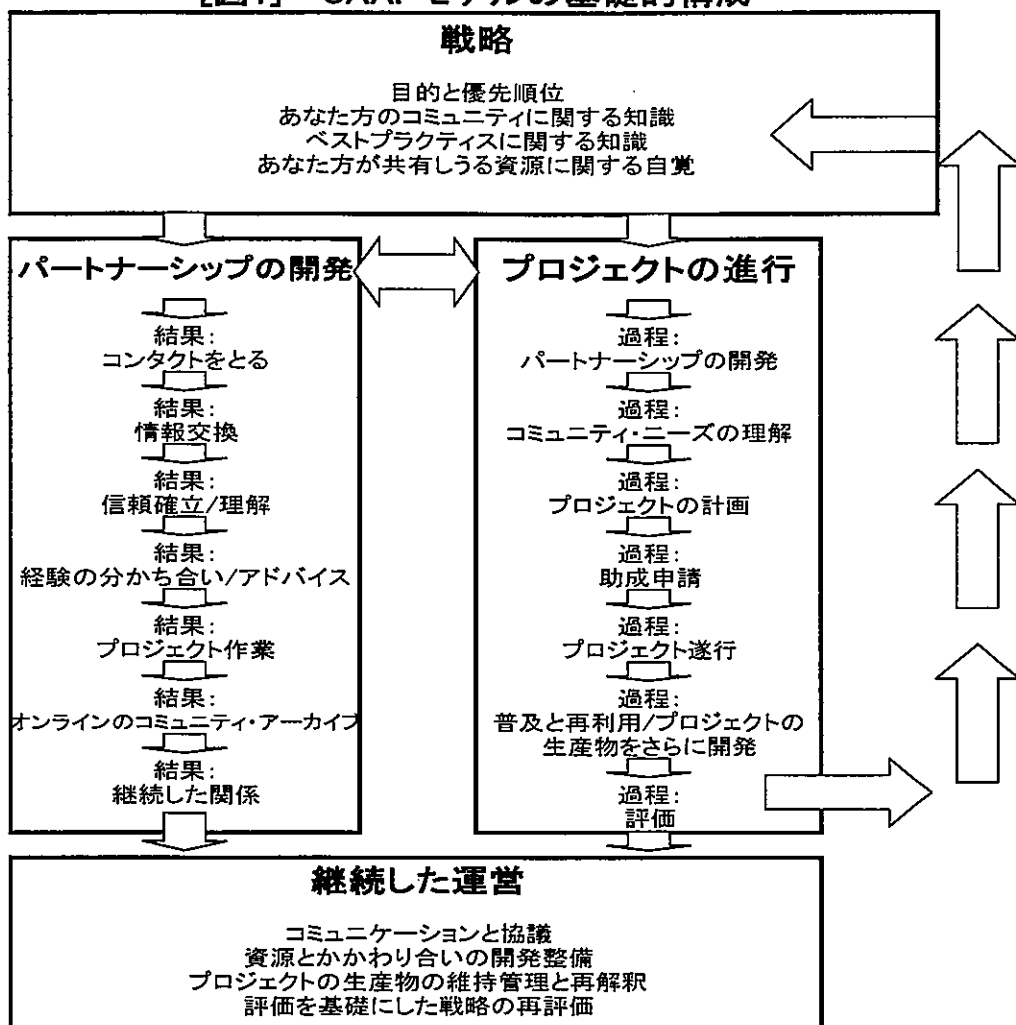 [図1] CAAP モデルの基礎的構成
戦略
目的と優先順位
あなた方のコミュニティに関する知識
ベストプラクティスに関する知識
あなた方が共有しうる資源に関する自覚
パートナーシップの開発
結果:
コンタクトをとる
結果:
情報交換
結果:
信頼確立/理解
結果:
経験の分かち合い/アドバイス
結果:
プロジェクト作業
結果:
オンラインのコミュニティ・アーカイブ
結果:
継続した関係
プロジェクトの進行
過程:
パートナーシップの開発
過程:
コミュニティ・ニーズの理解
過程:
プロジェクトの計画
過程:
助成申請
過程:
プロジェクト遂行
過程:
普及と再利用/プロジェクトの
生産物をさらに開発
過程:
評価
継続した運営
コミュニケーションと協議
資源とかかわり合いの開発整備
プロジェクトの生産物の維持管理と再解釈
評価を基礎にした戦略の再評価